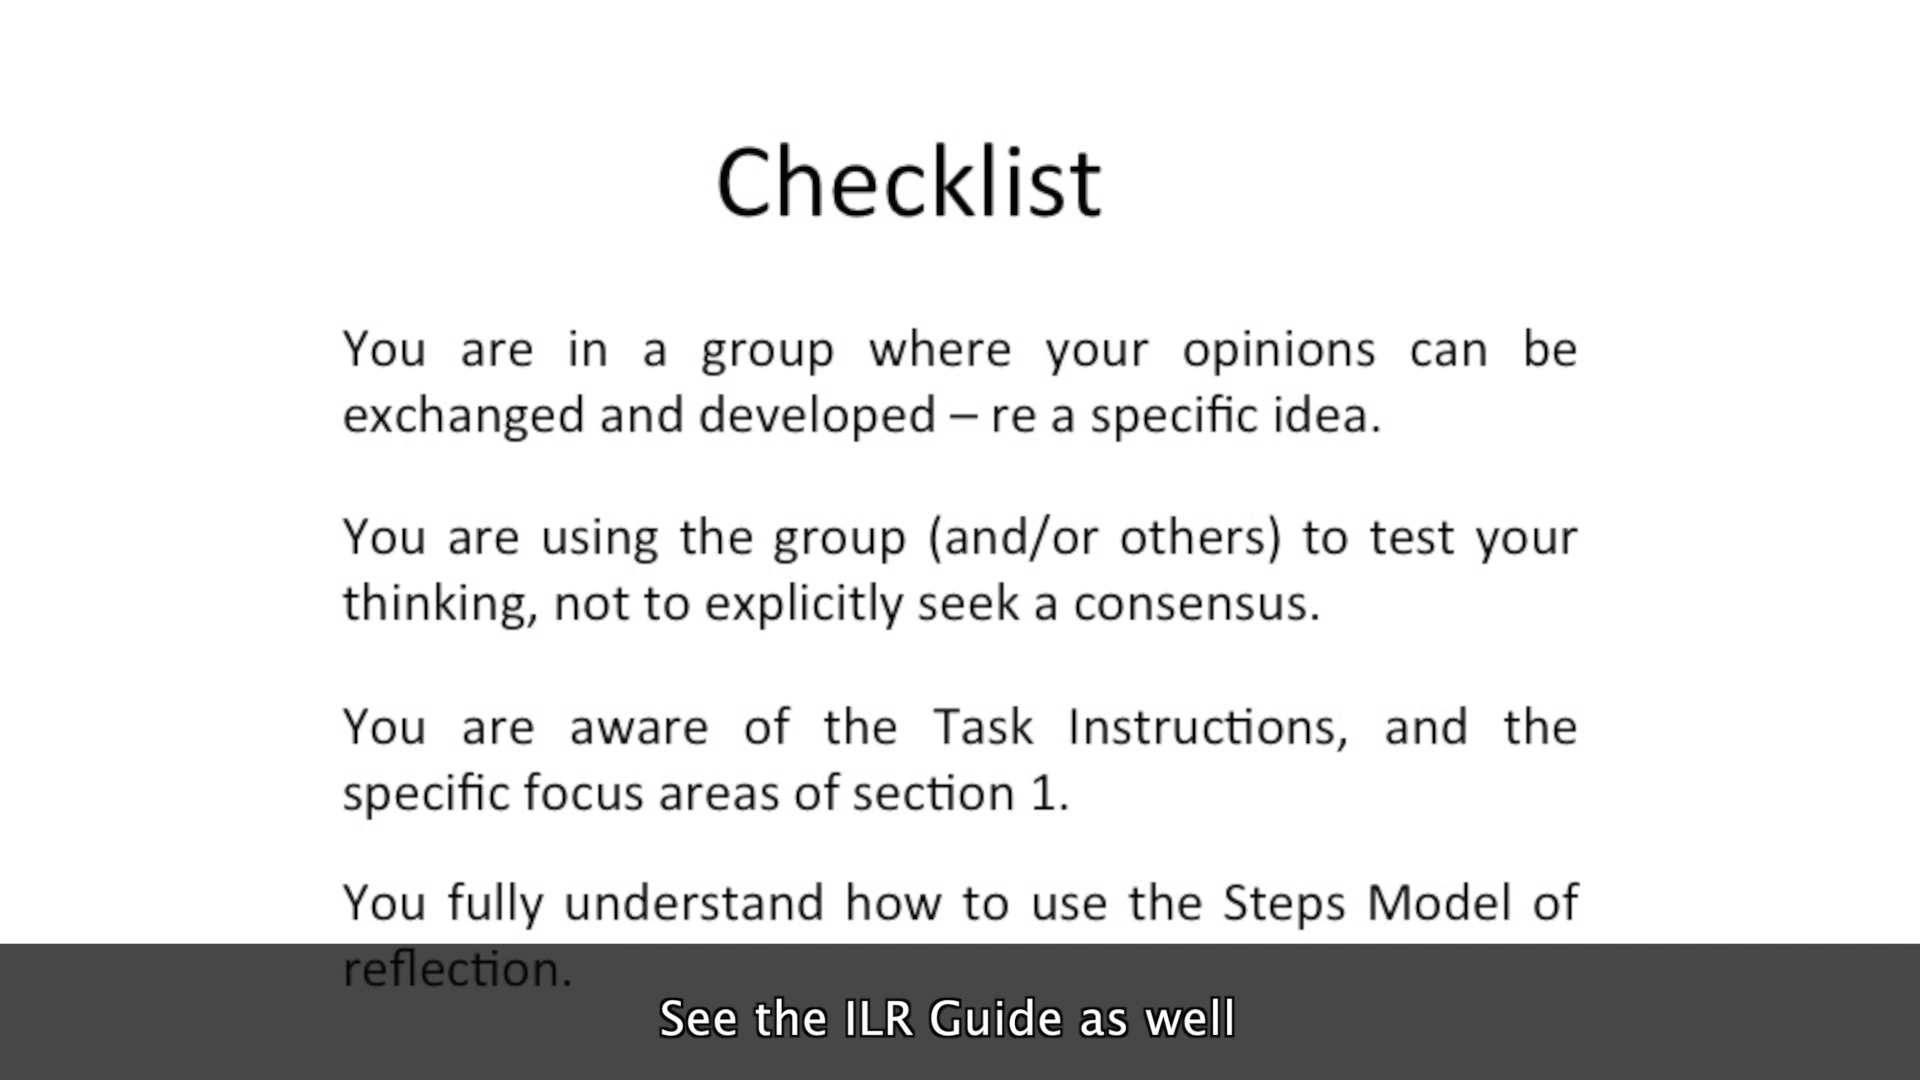 Checklist
You are in a group where your opinions can be
exchanged and developed – re a specific idea.
You are using the group (and/or others) to test your
thinking, not to explicitly seek a consensus.
You are aware of the Task Instructions, and the
specific focus areas of section 1.
You fully understand how to use the Steps Model of
reflection.
See the ILR Guide as well